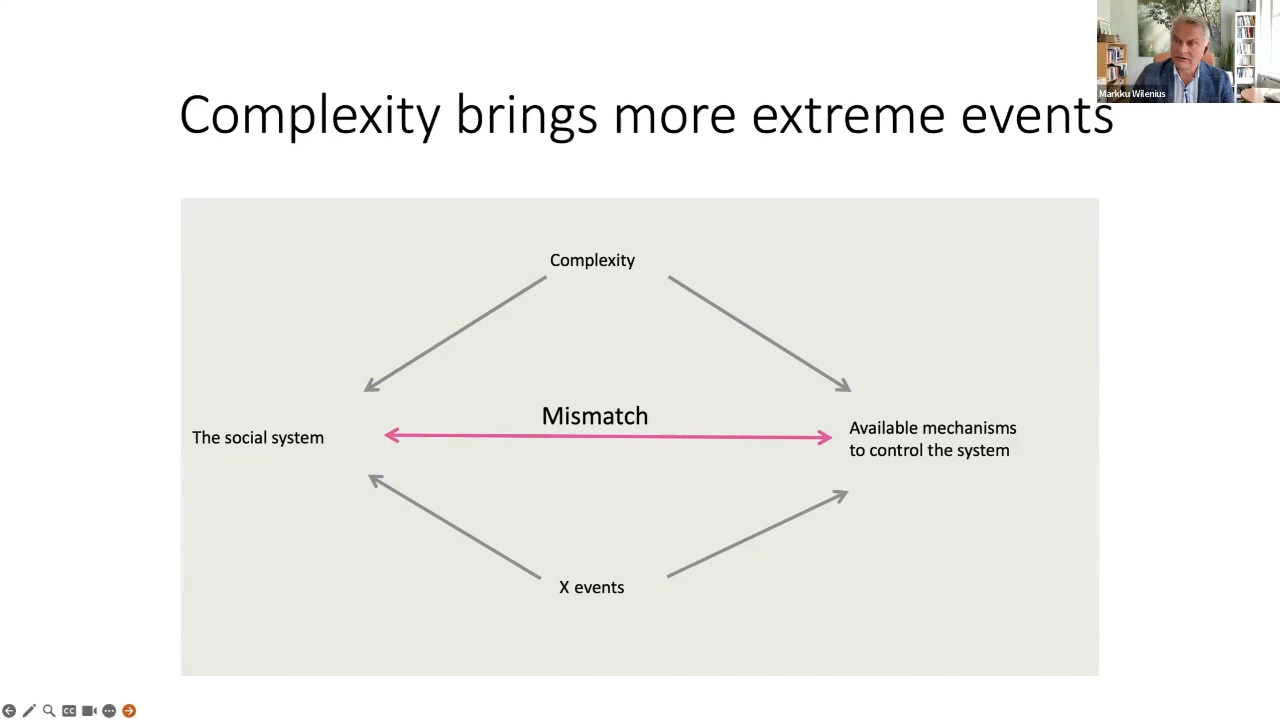 Markku Wilenius
Complexity brings more extreme events
Complexity
Mismatch
The social system
Available mechanisms
to control the system
X events
CC